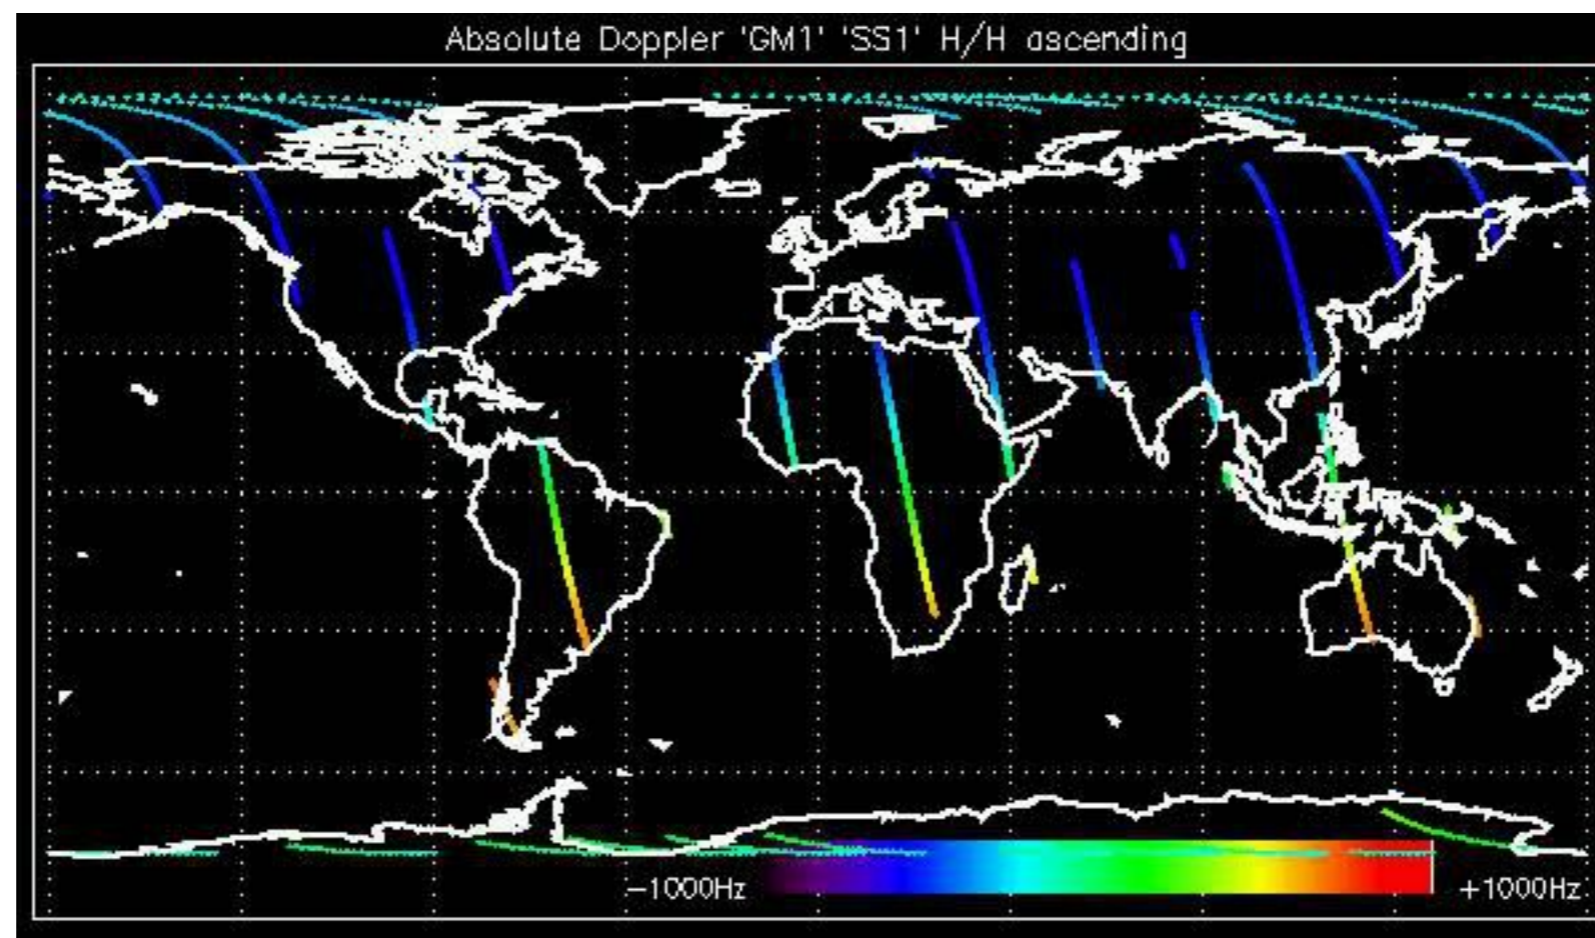 Absolute Doppler 'GM1' 'SS1' H/H ascending
-1000Hz
+1000Hz